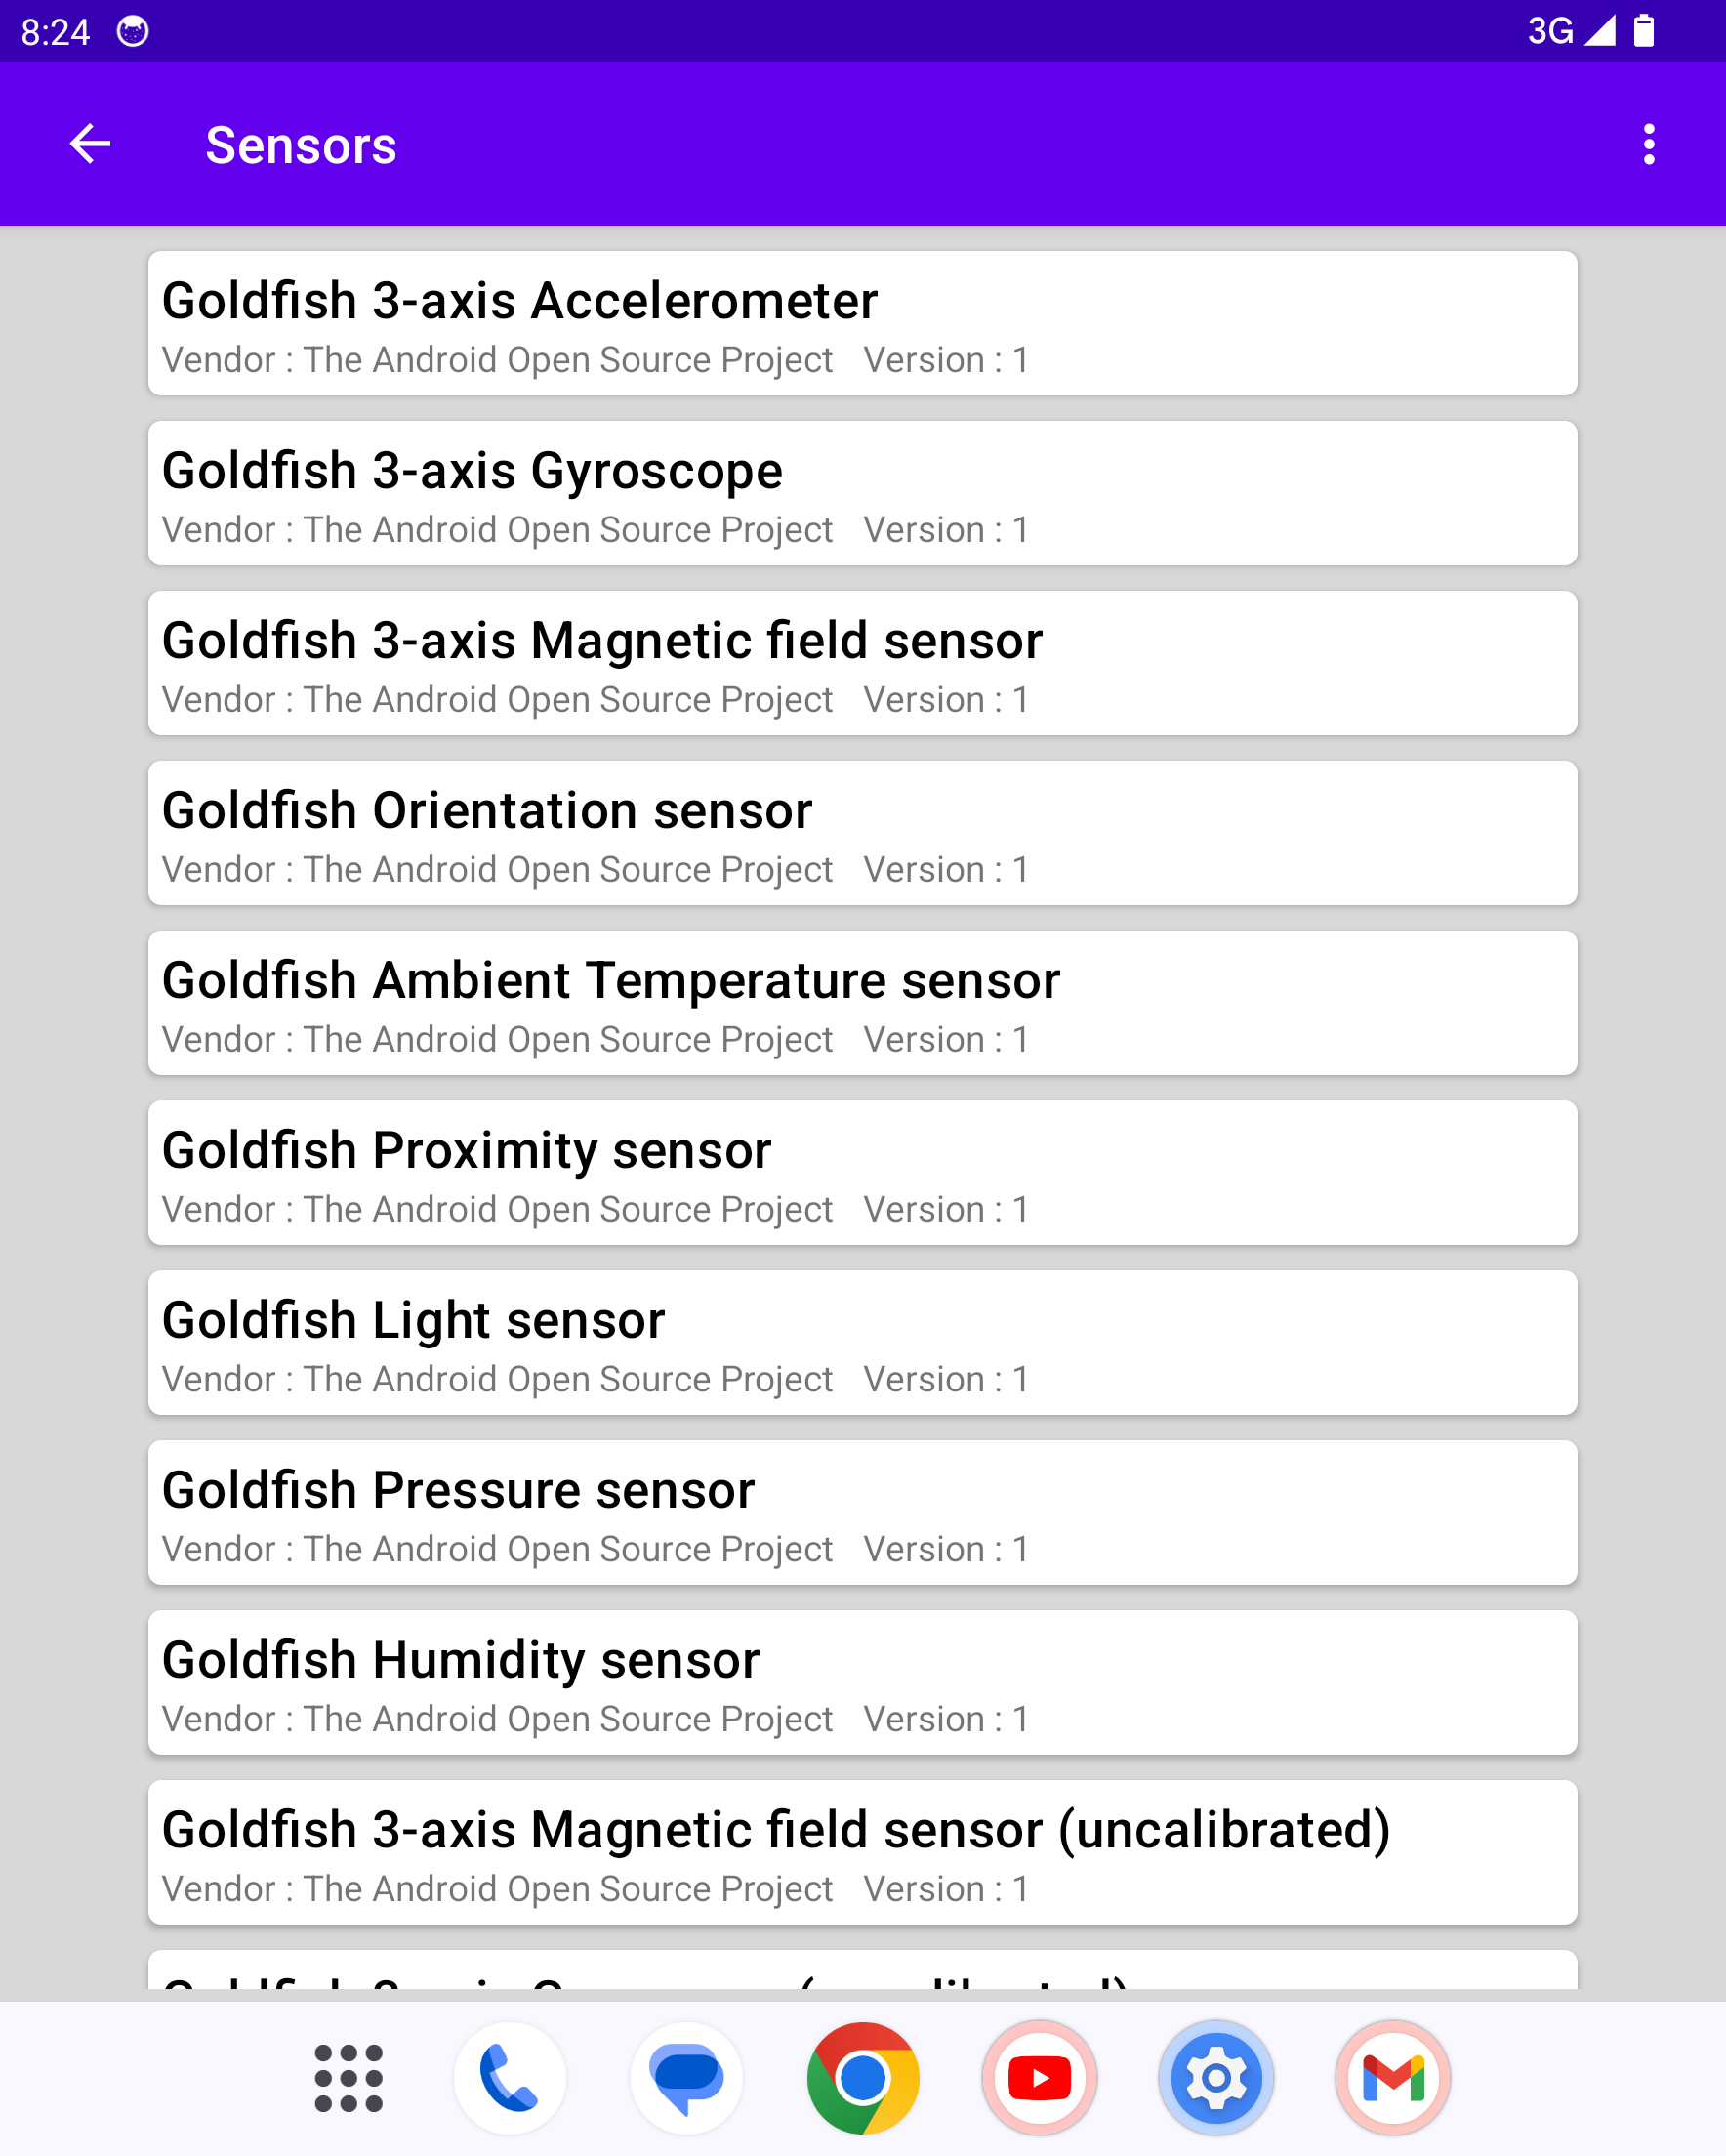 8:24
3G
Sensors
Goldfish 3-axis Accelerometer
Vendor : The Android Open Source Project Version : 1
Goldfish 3-axis Gyroscope
Vendor : The Android Open Source Project Version : 1
Goldfish 3-axis Magnetic field sensor
Vendor : The Android Open Source Project Version : 1
Goldfish Orientation sensor
Vendor : The Android Open Source Project Version : 1
Goldfish Ambient Temperature sensor
Vendor : The Android Open Source Project Version : 1
Goldfish Proximity sensor
Vendor : The Android Open Source Project Version : 1
Goldfish Light sensor
Vendor : The Android Open Source Project Version : 1
Goldfish Pressure sensor
Vendor : The Android Open Source Project Version : 1
Goldfish Humidity sensor
Vendor : The Android Open Source Project Version : 1
Goldfish 3-axis Magnetic field sensor (uncalibrated)
Vendor : The Android Open Source Project Version : 1